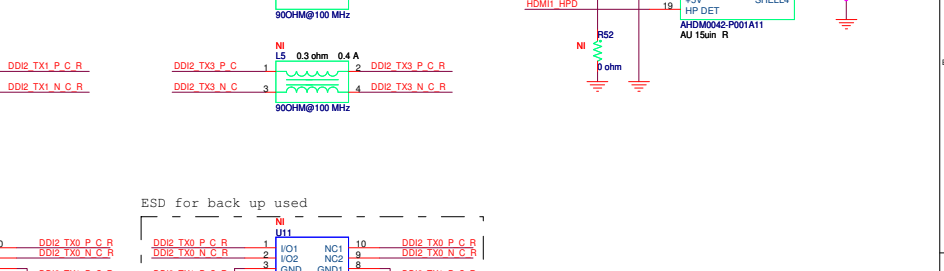 90OHM@100 MHz
HDMI1_HPD
19
HP DET
AHDM0042-P001A11
AU 15uin R
R52
NI
0 ohm
NI
L5 0.3 ohm 0.4 A
DDI2_TX1_P_C_R
DDI2_TX3_P_C 1 2 DDI2_TX3_P_C_R
DDI2_TX1_N_C_R
DDI2_TX3_N_C 3 4 DDI2_TX3_N_C_R
90OHM@100 MHz
ESD for back up used
NI
U11
DDI2_TX0_P_C_R
DDI2_TX0_P_C_R 1 I/O1 NC1 10 DDI2_TX0_P_C_R
DDI2_TX0_N_C_R
DDI2_TX0_N_C_R 2 I/O2 NC2 9 DDI2_TX0_N_C_R
3 GND GND1 8